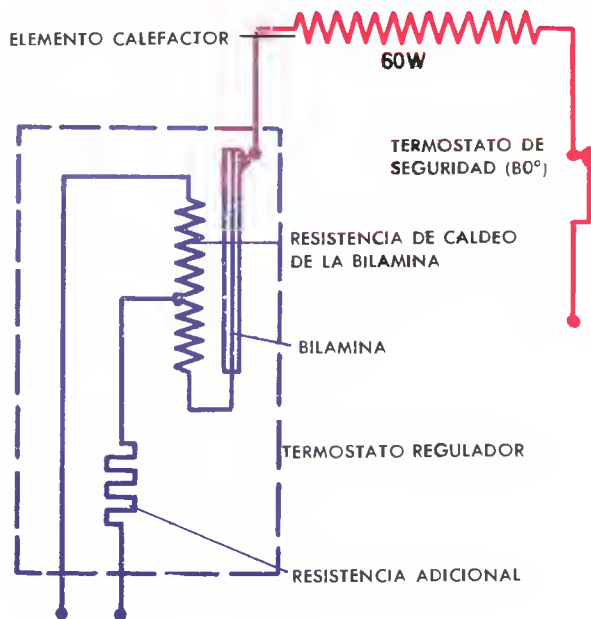 ELEMENTO CALEFACTOR
60W
TERMOSTATO DE
SEGURIDAD (80°)
RESISTENCIA DE CALDEO
DE LA BILAMINA
BILAMINA
TERMOSTATO REGULADOR
RESISTENCIA ADICIONAL